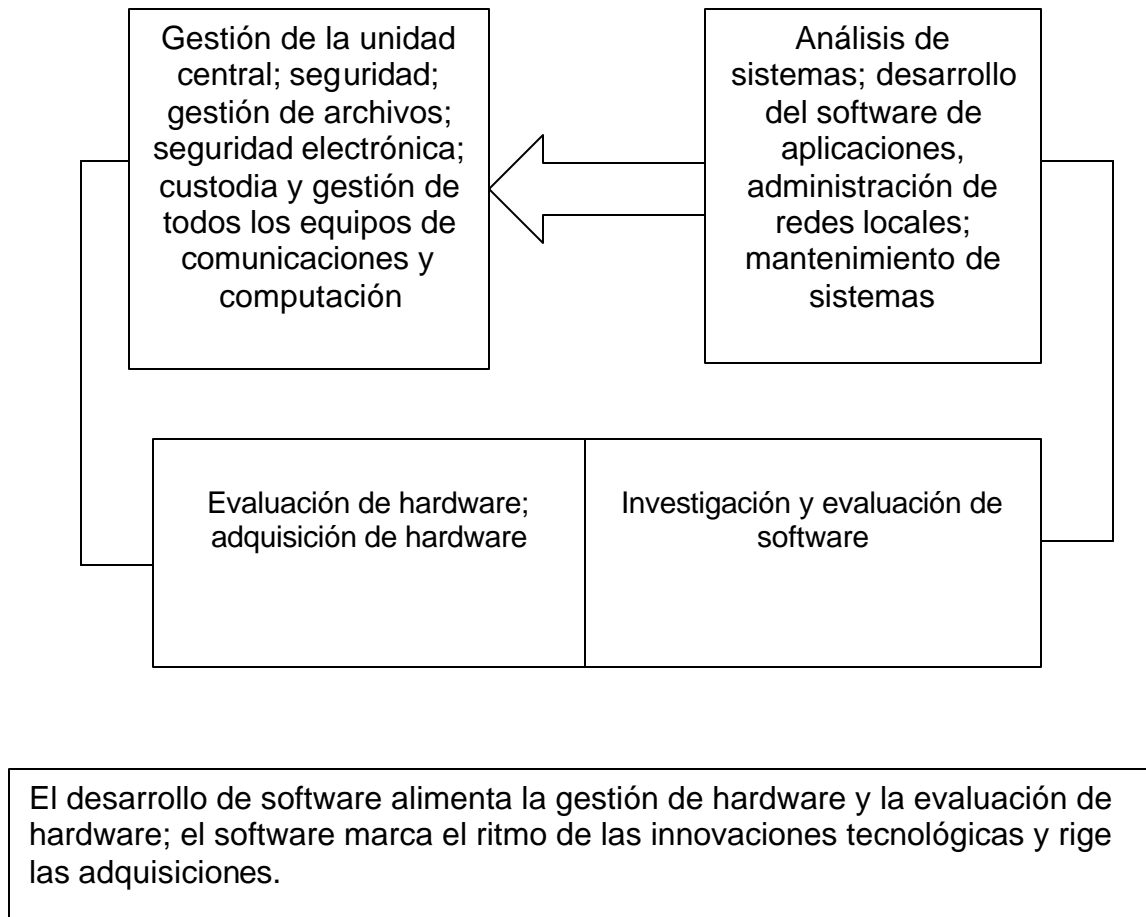 Gestión de la unidad
central; seguridad;
gestión de archivos;
seguridad electrónica;
custodia y gestión de
todos los equipos de
comunicaciones y
computación
Análisis de
sistemas; desarrollo
del software de
aplicaciones,
administración de
redes locales;
mantenimiento de
sistemas
Evaluación de hardware;
adquisición de hardware
Investigación y evaluación de
software
El desarrollo de software alimenta la gestión de hardware y la evaluación de
hardware; el software marca el ritmo de las innovaciones tecnológicas y rige
las adquisiciones.